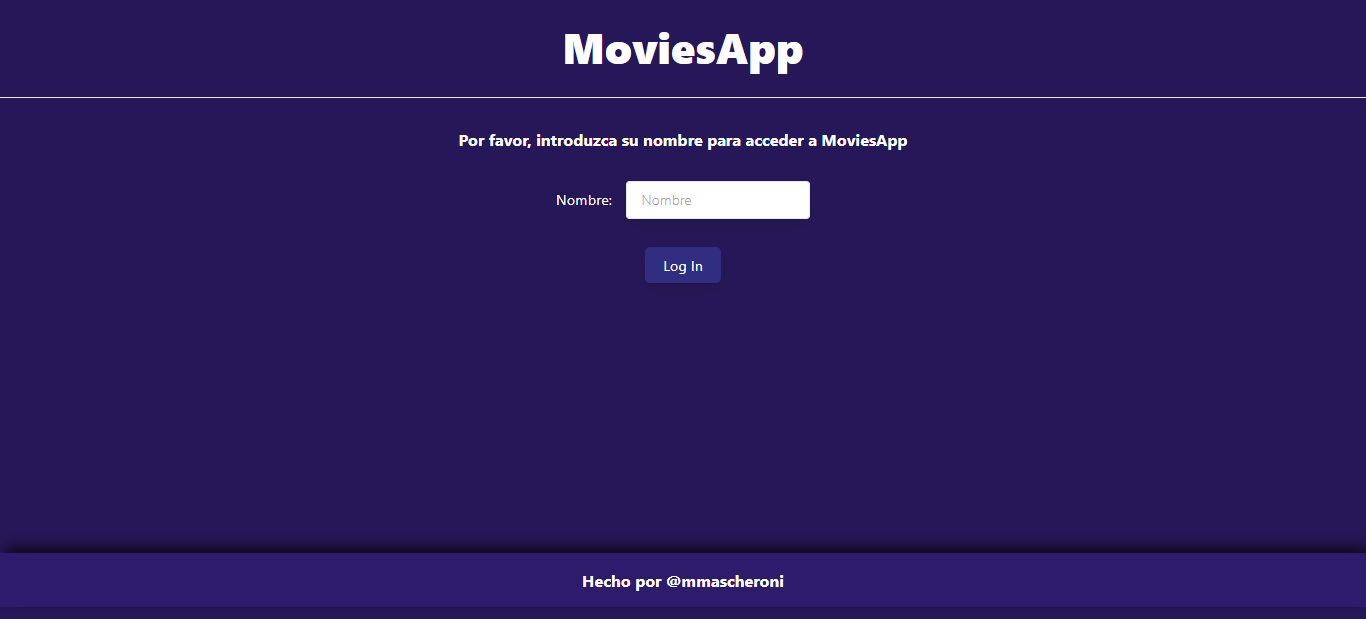 MoviesApp
Por favor, introduzca su nombre para acceder a MoviesApp
Nombre: Nombre
Log In
Hecho por @mmascheroni